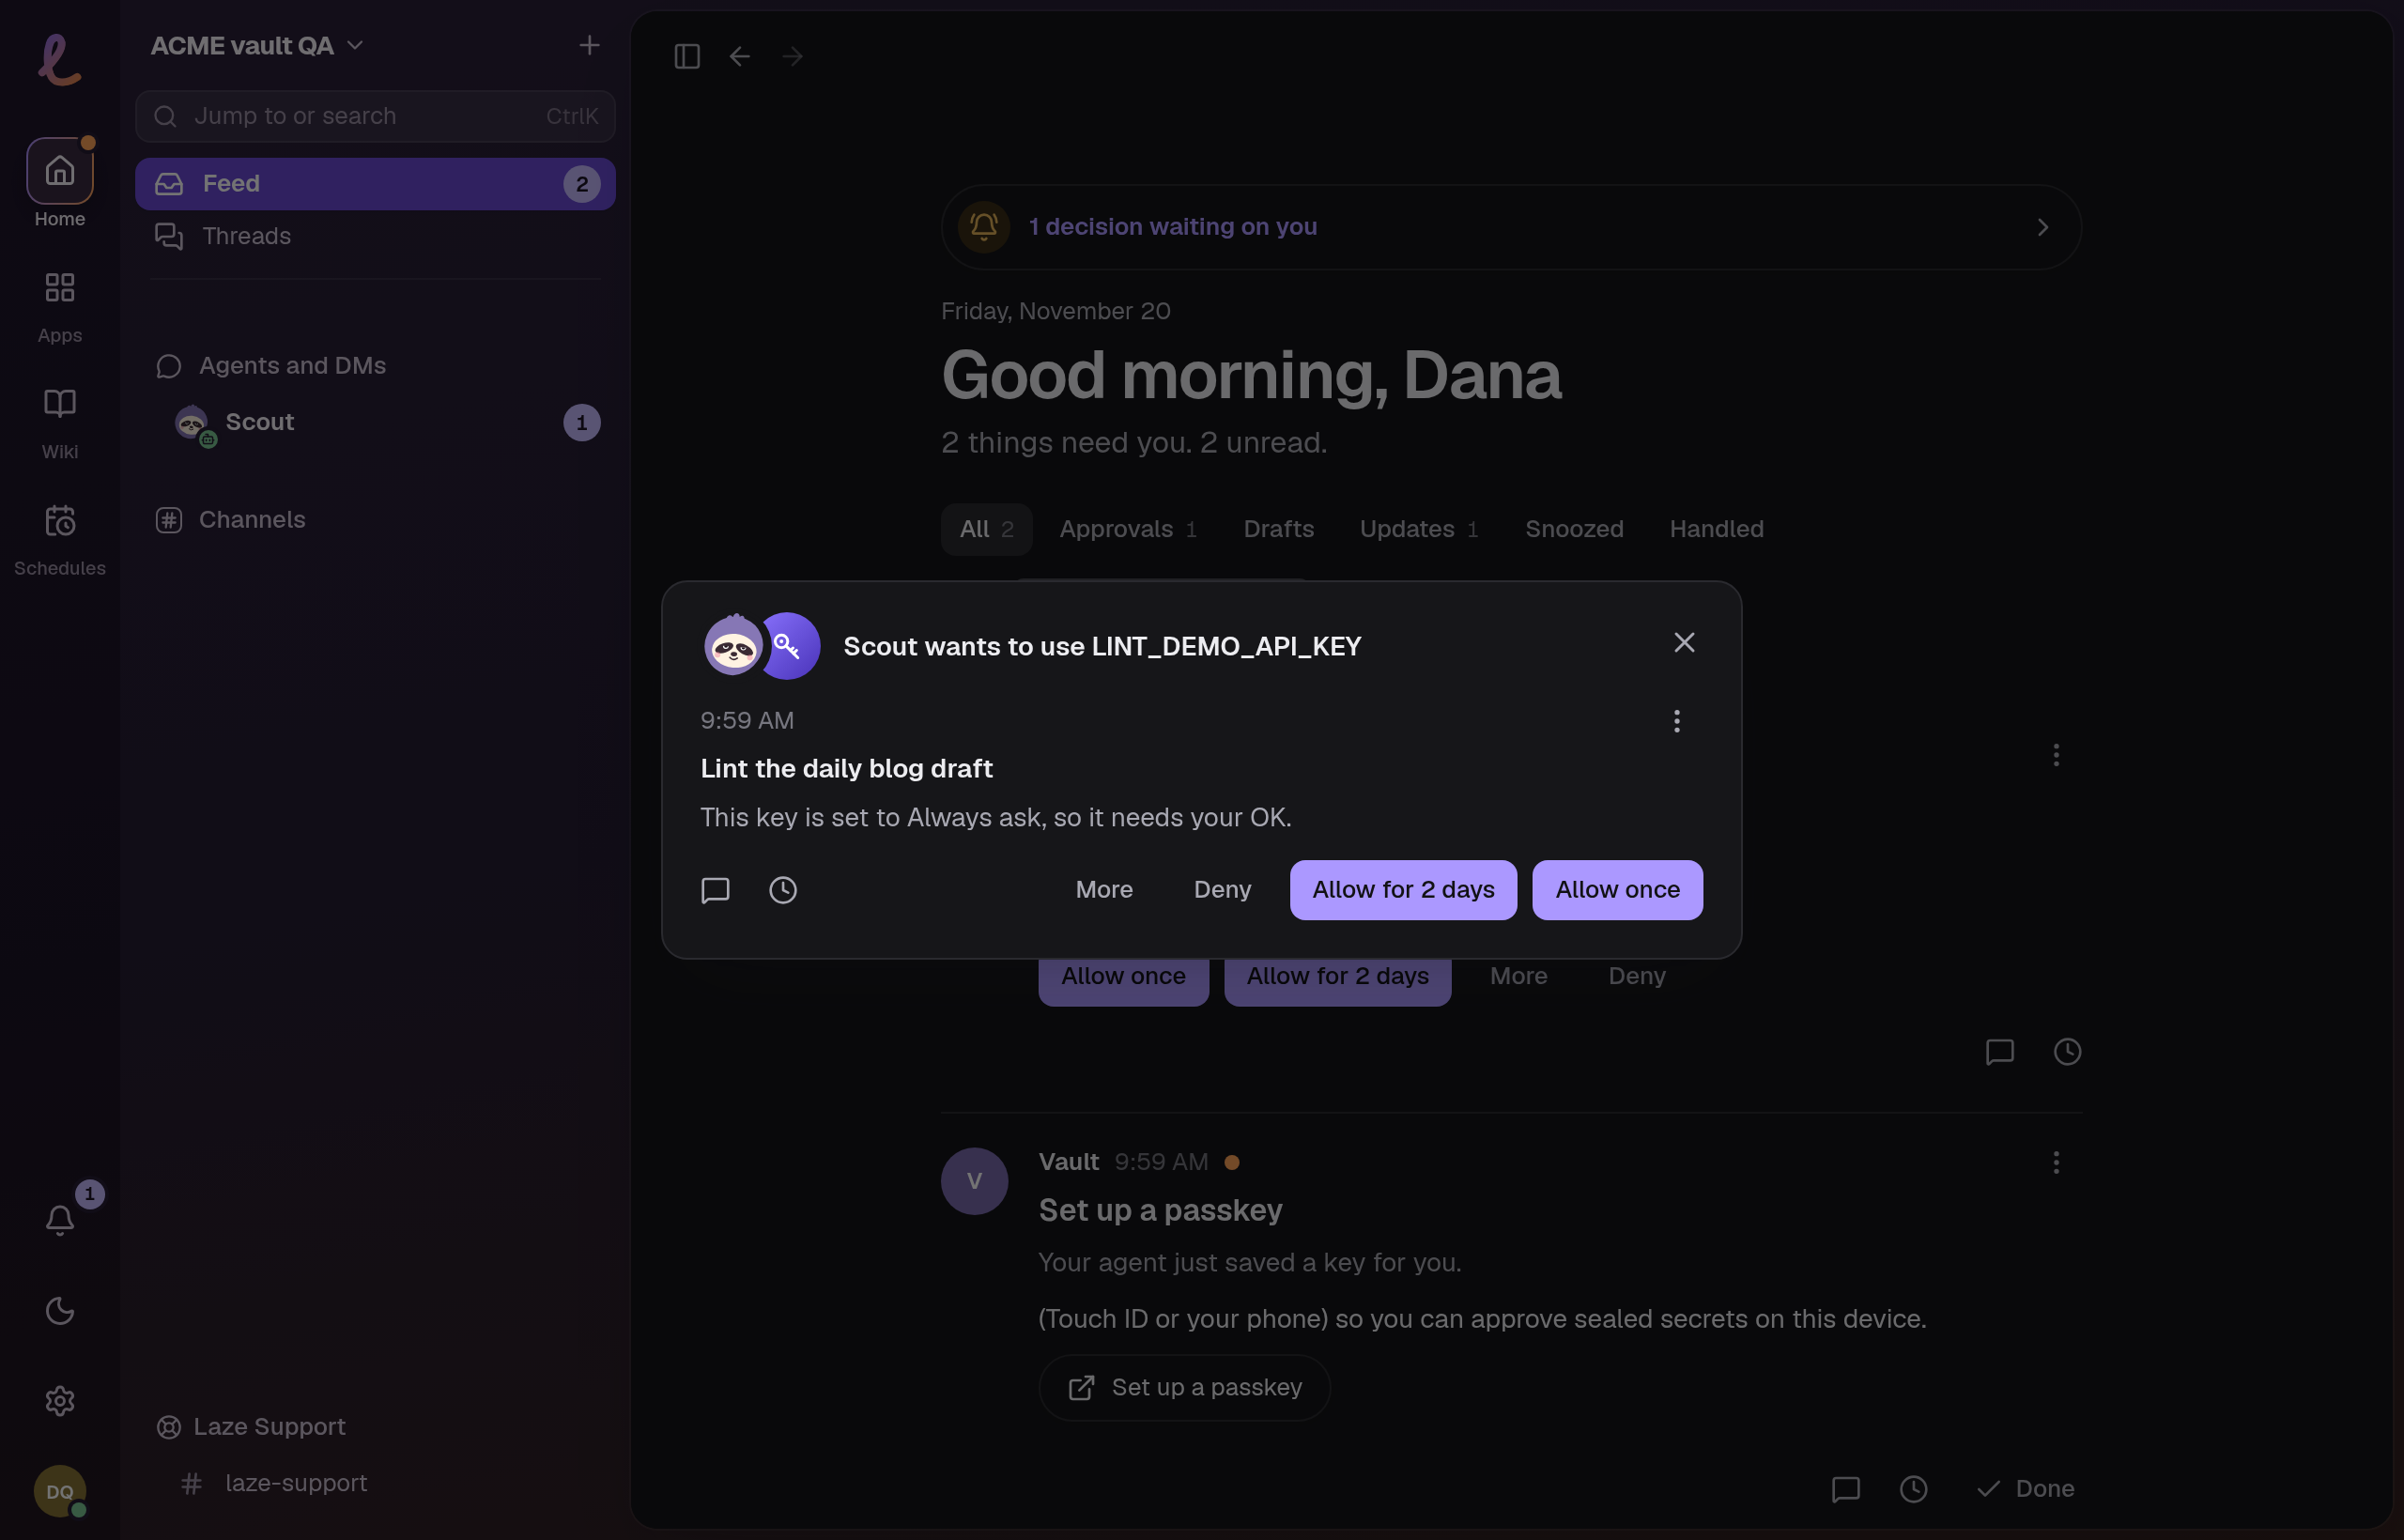 ACME vault QA
Jump to or search CtrlK
Home
Feed 2
Threads
Apps
Wiki
Schedules
Agents and DMs
Scout 1
Channels
1
Laze Support
laze-support
DQ
1 decision waiting on you
Friday, November 20
Good morning, Dana
2 things need you. 2 unread.
All 2 Approvals 1 Drafts Updates 1 Snoozed Handled
Scout wants to use LINT_DEMO_API_KEY
9:59 AM
Lint the daily blog draft
This key is set to Always ask, so it needs your OK.
More Deny Allow for 2 days Allow once
Allow once Allow for 2 days More Deny
V
Vault 9:59 AM
Set up a passkey
Your agent just saved a key for you.
(Touch ID or your phone) so you can approve sealed secrets on this device.
Set up a passkey
Done